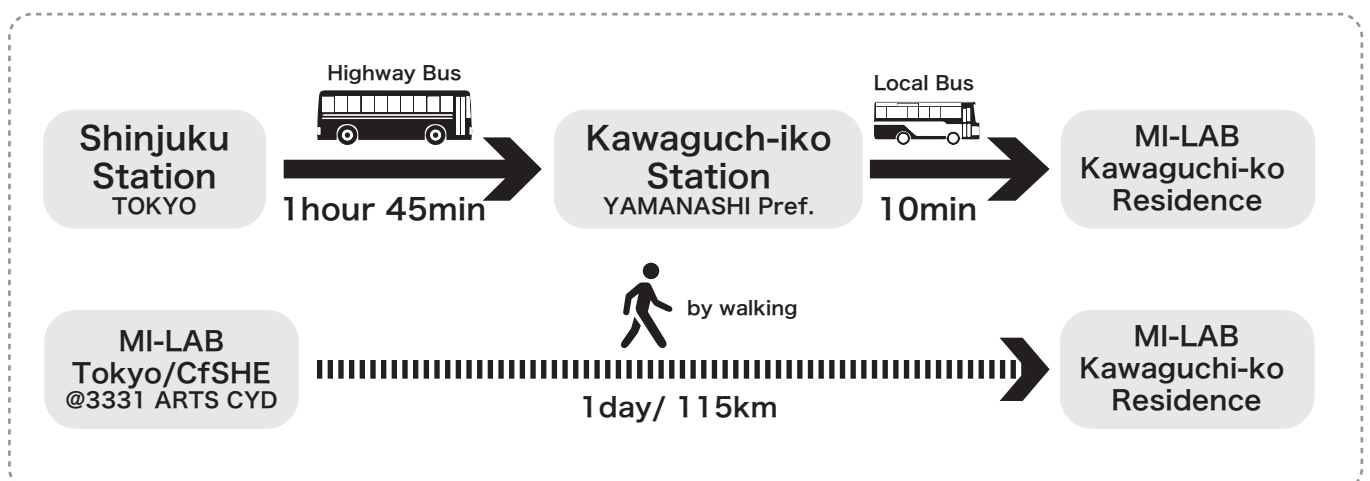 Highway Bus
Local Bus
Shinjuku
Station
TOKYO
1hour 45min
Kawaguch-iko
Station
YAMANASHI Pref.
10min
MI-LAB
Kawaguchi-ko
Residence
by walking
MI-LAB
Tokyo/CfSHE
@3331 ARTS CYD
1day/ 115km
MI-LAB
Kawaguchi-ko
Residence